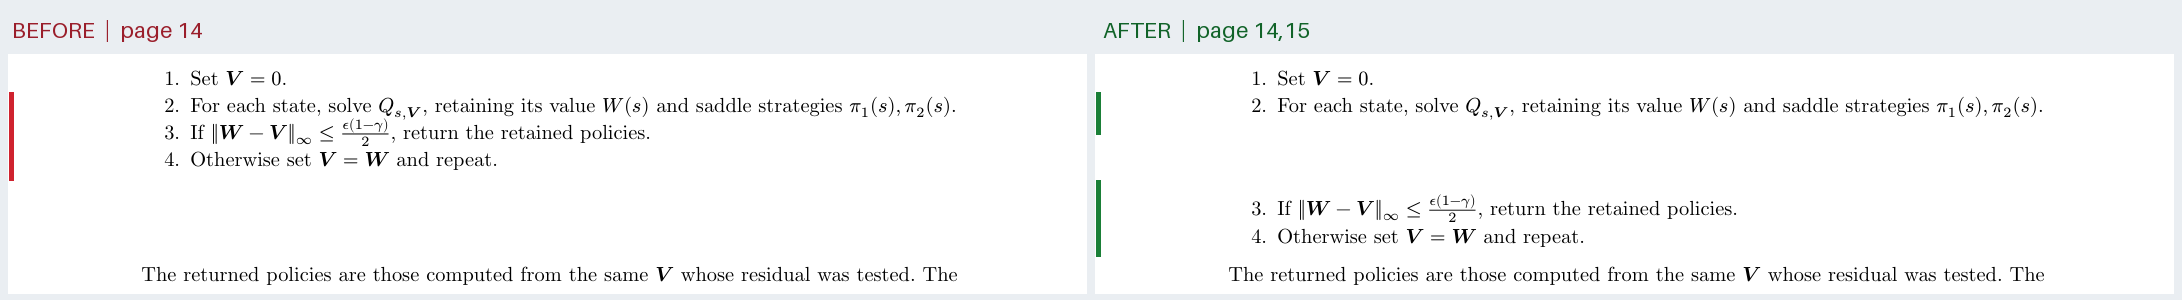 BEFORE | page 14
1. Set V = 0.
2. For each state, solve Q_{s,V}, retaining its value W(s) and saddle strategies π₁(s), π₂(s).
3. If ‖W − V‖_∞ ≤ ϵ(1−γ)/2, return the retained policies.
4. Otherwise set V = W and repeat.
The returned policies are those computed from the same V whose residual was tested. The
AFTER | page 14,15
1. Set V = 0.
2. For each state, solve Q_{s,V}, retaining its value W(s) and saddle strategies π₁(s), π₂(s).
3. If ‖W − V‖_∞ ≤ ϵ(1−γ)/2, return the retained policies.
4. Otherwise set V = W and repeat.
The returned policies are those computed from the same V whose residual was tested. The